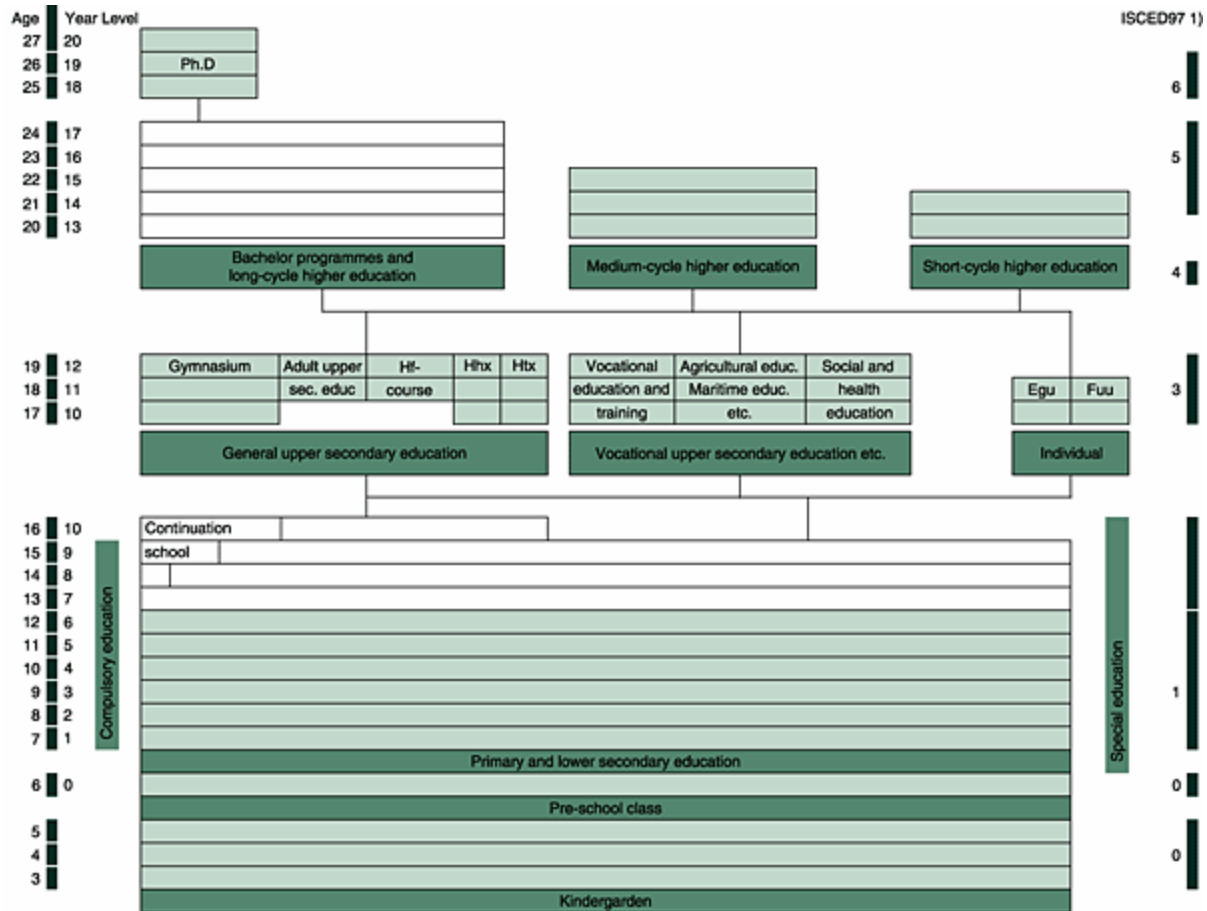 Age Year Level ISCED97 1)
27 20
26 19 Ph.D
25 18 6
24 17
23 16 5
22 15
21 14
20 13
Bachelor programmes and
long-cycle higher education
Medium-cycle higher education
Short-cycle higher education
4
19 12 Gymnasium Adult upper Hf- Hhx Htx Vocational Agricultural educ. Social and
18 11 sec. educ course education and Maritime educ. health Egu Fuu 3
17 10 training etc. education
General upper secondary education Vocational upper secondary education etc. Individual
16 10 Continuation
15 9 school
14 8
13 7
12 6
11 5
10 4
9 3 1
8 2
7 1
Compulsory education
Special education
Primary and lower secondary education
6 0 0
Pre-school class
5
4 0
3
Kindergarden